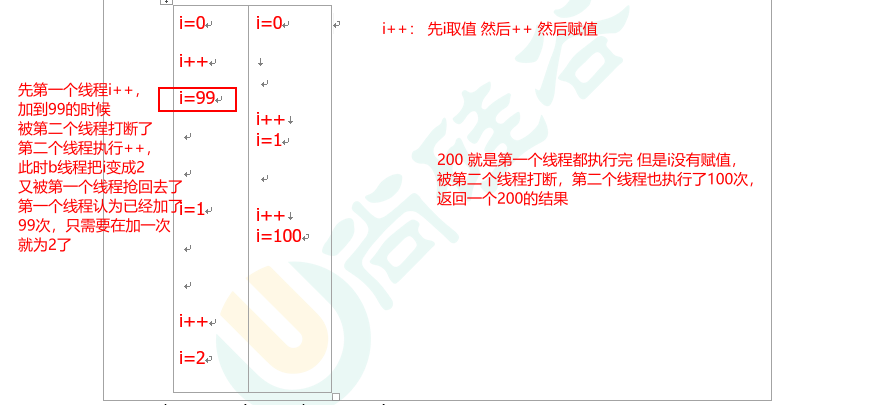 i++： 先i取值 然后++ 然后赋值
i=0
i++
i=99
i=1
i++
i=2
i=0
i++
i=1
i++
i=100
先第一个线程i++，
加到99的时候
被第二个线程打断了
第二个线程执行++，
此时b线程把i变成2
又被第一个线程抢回去了
第一个线程认为已经加了
99次，只需要在加一次
就为2了
200 就是第一个线程都执行完 但是i没有赋值，
被第二个线程打断，第二个线程也执行了100次，
返回一个200的结果
尚硅谷